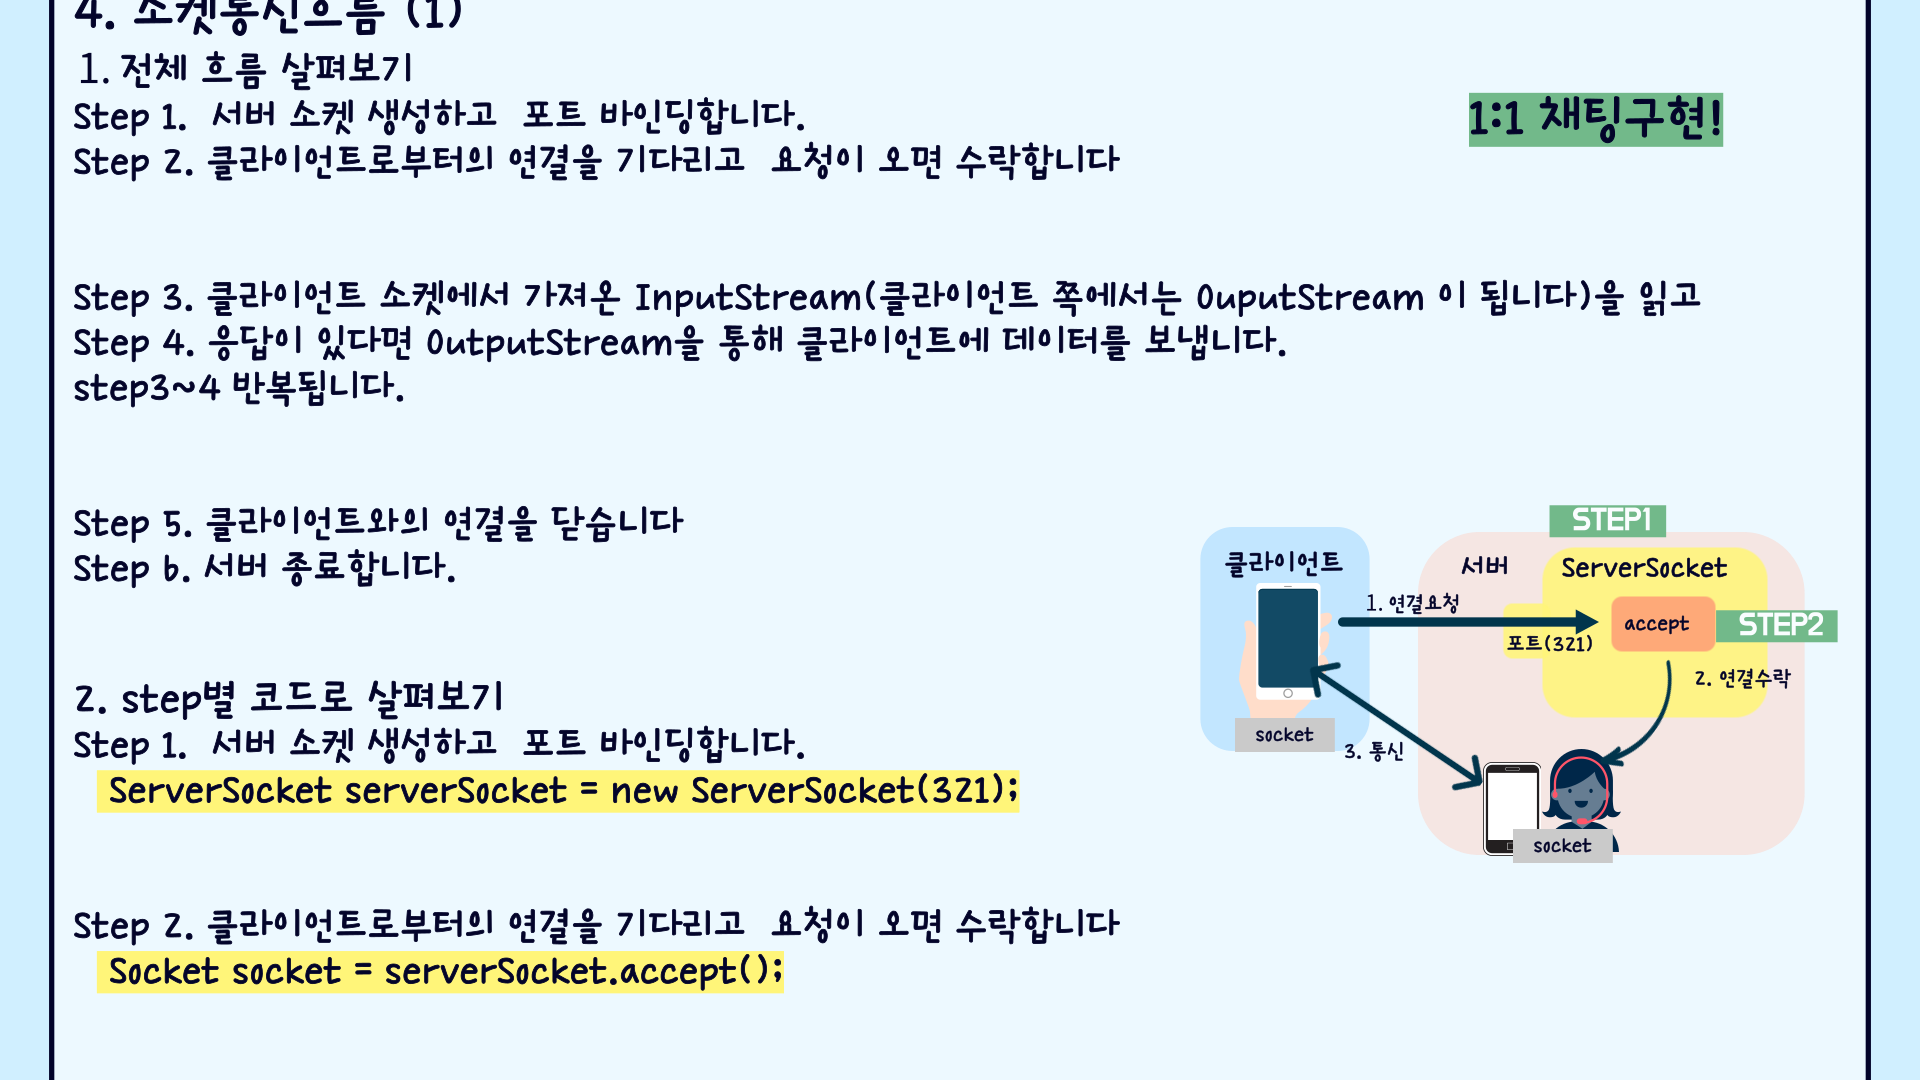 4. 소켓통신흐름 (1)
1. 전체 흐름 살펴보기
Step 1. 서버 소켓 생성하고 포트 바인딩합니다.
1:1 채팅구현!
Step 2. 클라이언트로부터의 연결을 기다리고 요청이 오면 수락합니다
Step 3. 클라이언트 소켓에서 가져온 InputStream(클라이언트 쪽에서는 OuputStream 이 됩니다)을 읽고
Step 4. 응답이 있다면 OutputStream을 통해 클라이언트에 데이터를 보냅니다.
step3~4 반복됩니다.
Step 5. 클라이언트와의 연결을 닫습니다
Step 6. 서버 종료합니다.
2. step별 코드로 살펴보기
Step 1. 서버 소켓 생성하고 포트 바인딩합니다.
ServerSocket serverSocket = new ServerSocket(321);
Step 2. 클라이언트로부터의 연결을 기다리고 요청이 오면 수락합니다
Socket socket = serverSocket.accept();
STEP1
클라이언트
서버
ServerSocket
1. 연결요청
accept
STEP2
포트(321)
2. 연결수락
socket
3. 통신
socket